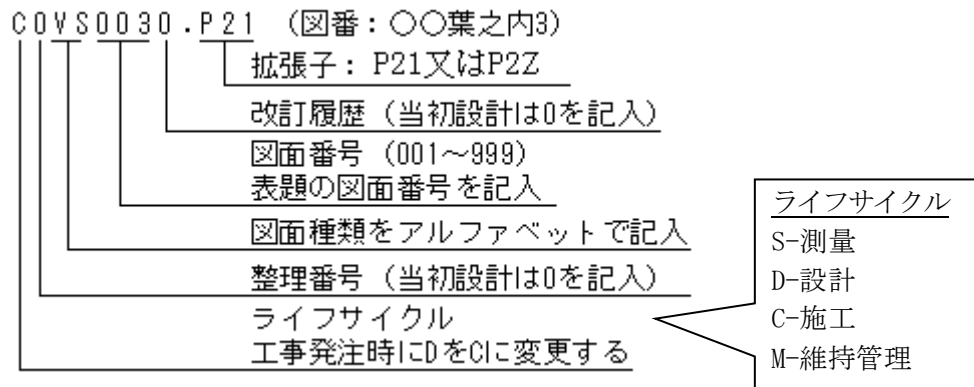 C0VS0030.P21 (図番:〇〇葉之内3)
拡張子: P21又はP2Z
改訂履歴 (当初設計は0を記入)
図面番号 (001～999)
表題の図面番号を記入
図面種類をアルファベットで記入
整理番号 (当初設計は0を記入)
ライフサイクル
工事発注時にDをCに変更する
ライフサイクル
S-測量
D-設計
C-施工
M-維持管理